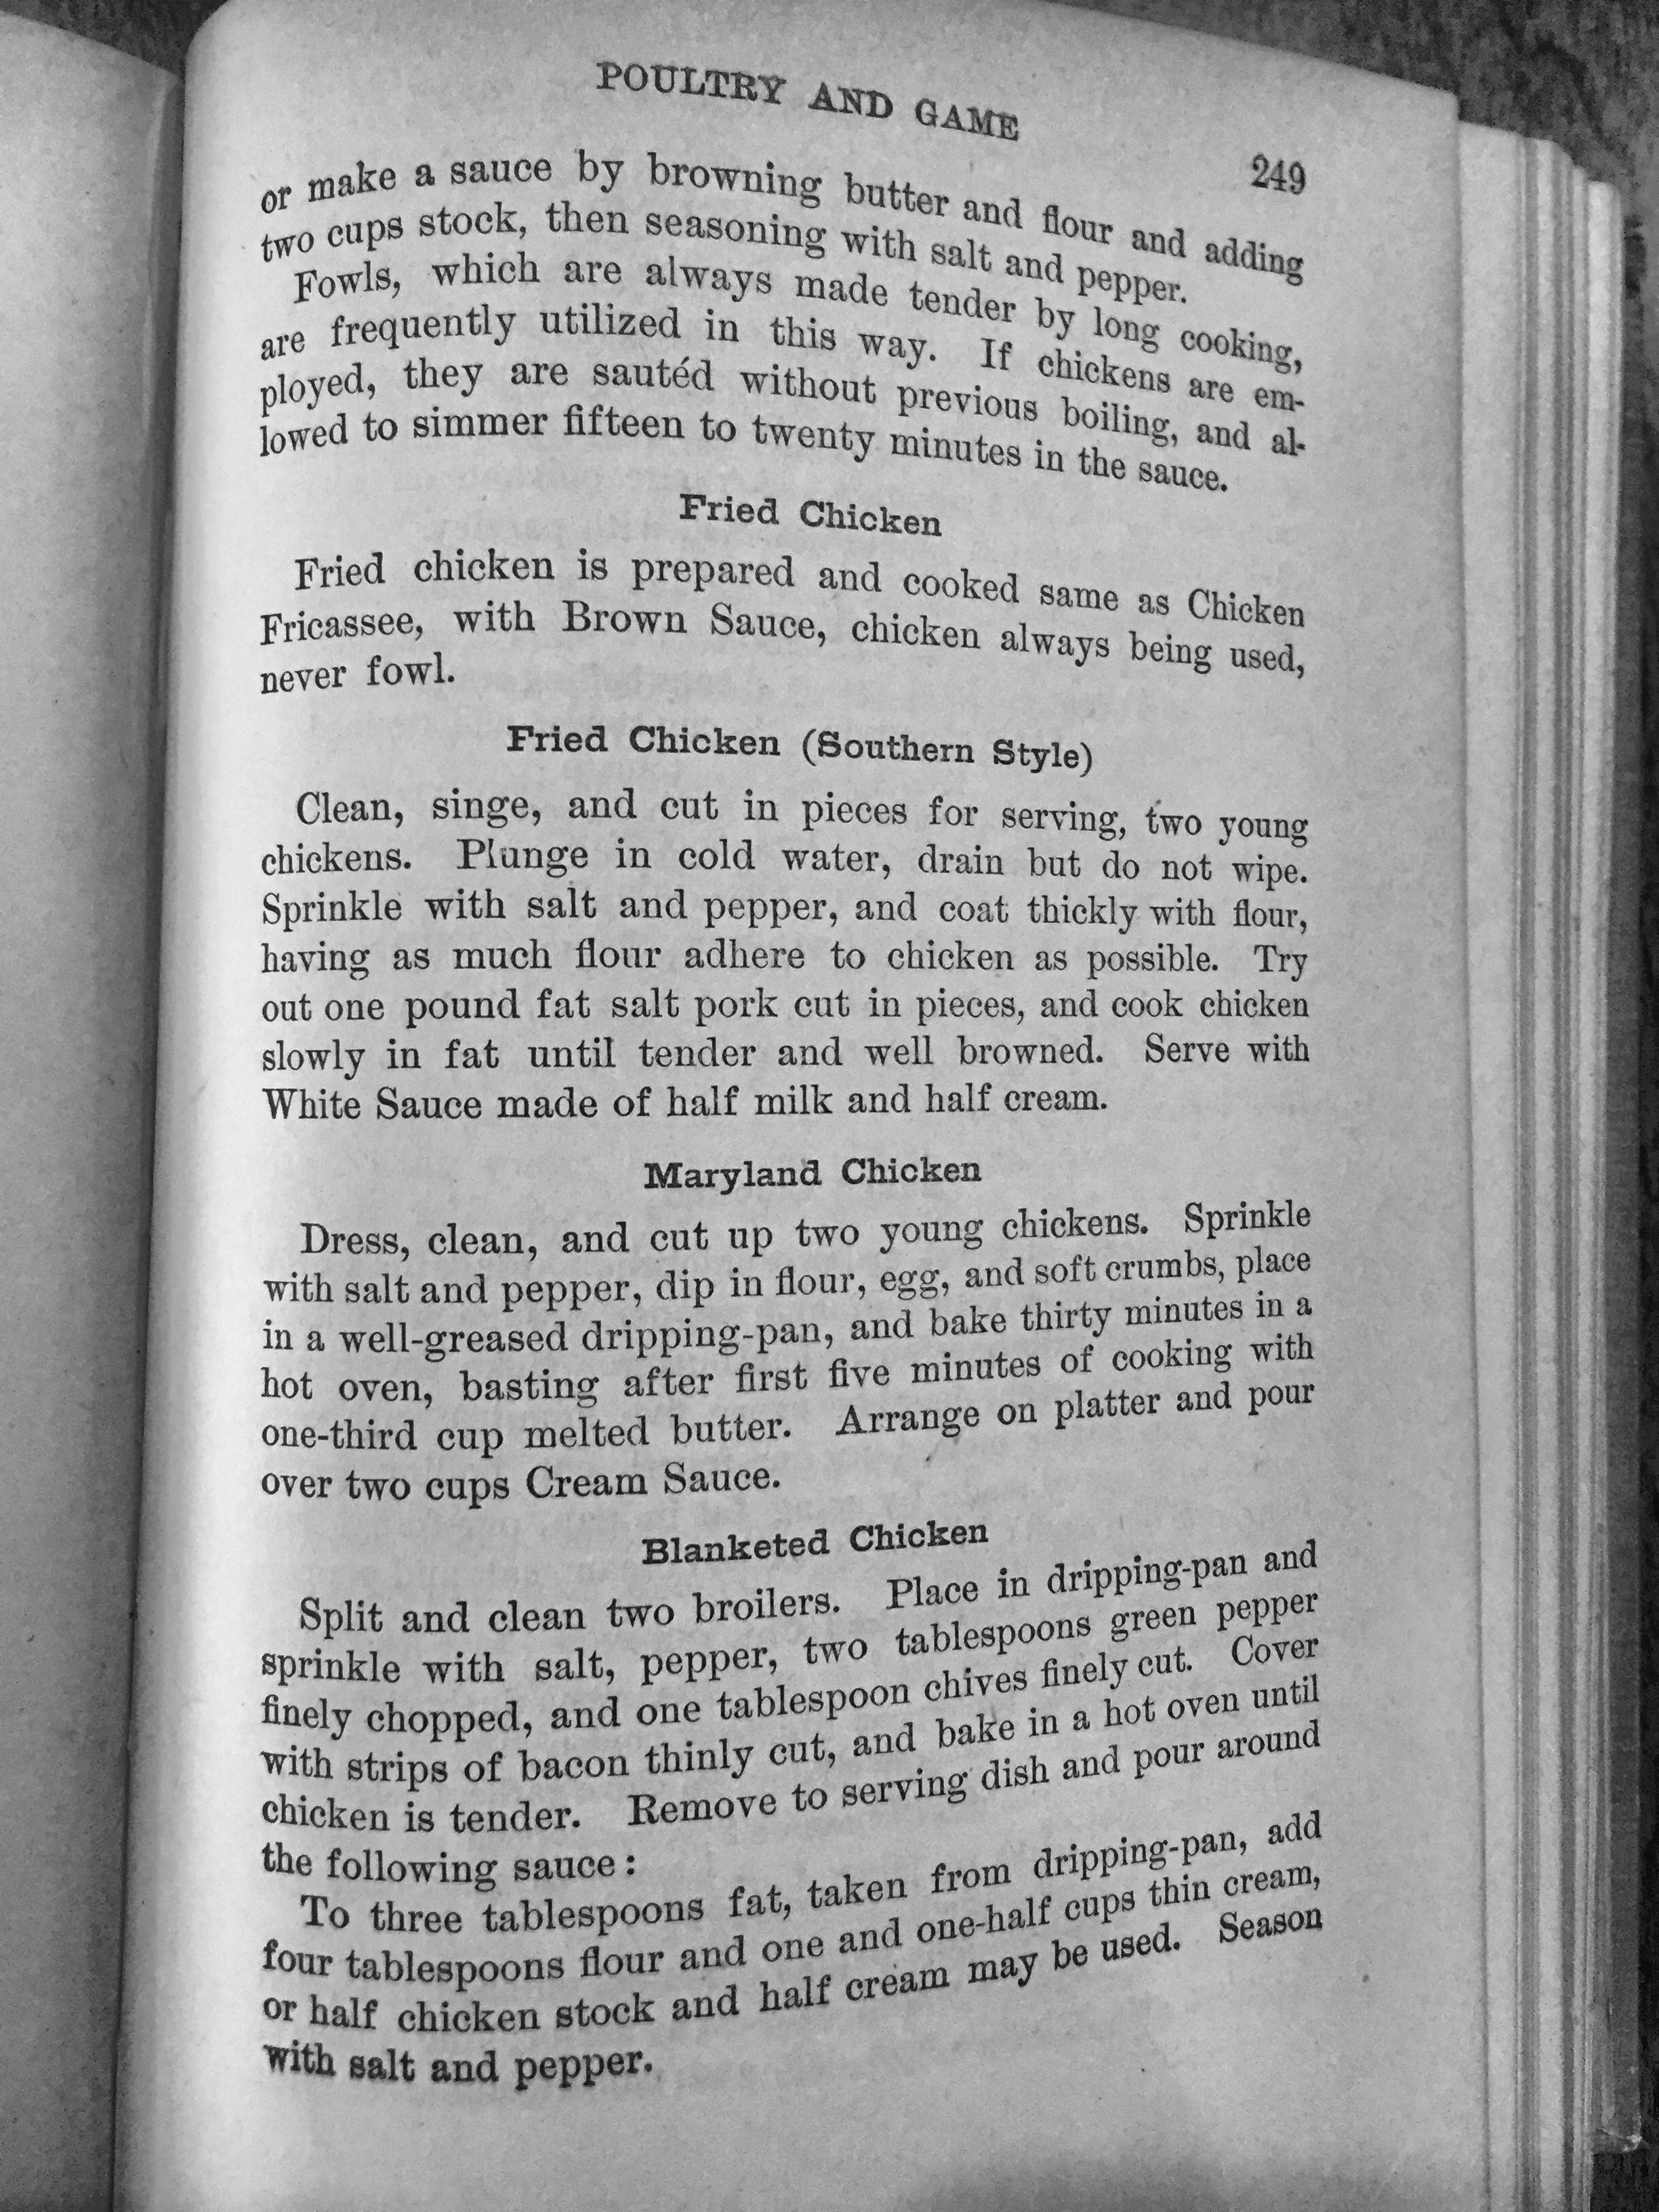 POULTRY AND GAME
249
or make a sauce by browning butter and flour and adding
two cups stock, then seasoning with salt and pepper.
Fowls, which are always made tender by long cooking,
are frequently utilized in this way. If chickens are em-
ployed, they are sautéd without previous boiling, and al-
lowed to simmer fifteen to twenty minutes in the sauce.
Fried Chicken
Fried chicken is prepared and cooked same as Chicken
Fricassee, with Brown Sauce, chicken always being used,
never fowl.
Fried Chicken (Southern Style)
Clean, singe, and cut in pieces for serving, two young
chickens. Plunge in cold water, drain but do not wipe.
Sprinkle with salt and pepper, and coat thickly with flour,
having as much flour adhere to chicken as possible. Try
out one pound fat salt pork cut in pieces, and cook chicken
slowly in fat until tender and well browned. Serve with
White Sauce made of half milk and half cream.
Maryland Chicken
Dress, clean, and cut up two young chickens. Sprinkle
with salt and pepper, dip in flour, egg, and soft crumbs, place
in a well-greased dripping-pan, and bake thirty minutes in a
hot oven, basting after first five minutes of cooking with
one-third cup melted butter. Arrange on platter and pour
over two cups Cream Sauce.
Blanketed Chicken
Split and clean two broilers. Place in dripping-pan and
sprinkle with salt, pepper, two tablespoons green pepper
finely chopped, and one tablespoon chives finely cut. Cover
with strips of bacon thinly cut, and bake in a hot oven until
chicken is tender. Remove to serving dish and pour around
the following sauce:
To three tablespoons fat, taken from dripping-pan, add
four tablespoons flour and one and one-half cups thin cream,
or half chicken stock and half cream may be used. Season
with salt and pepper.